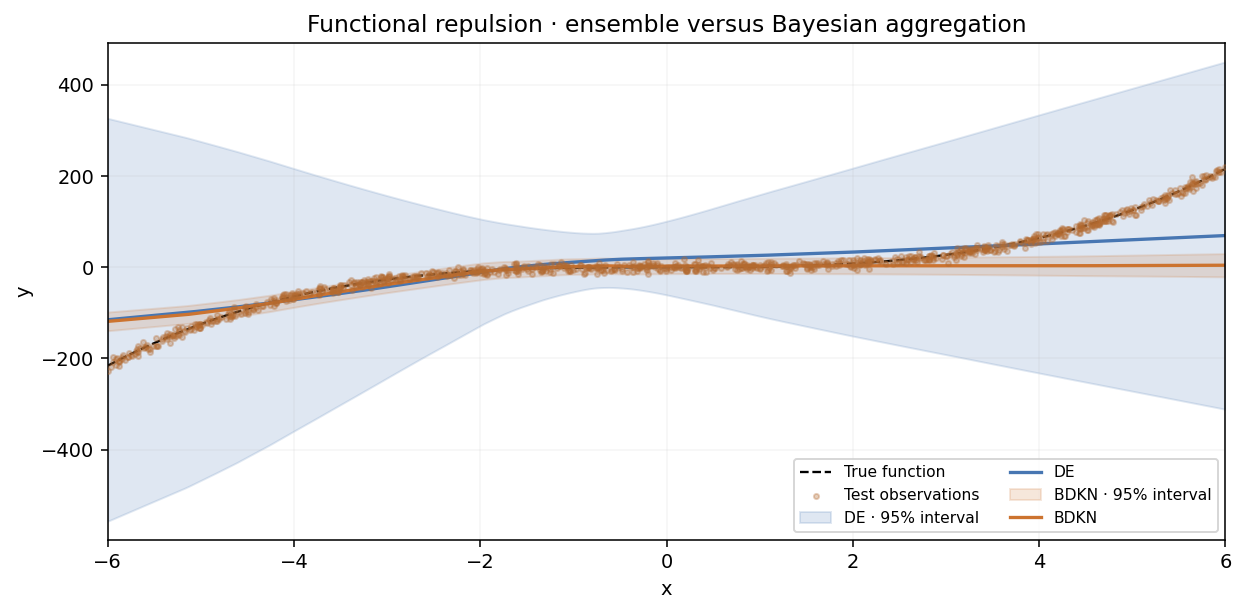 Functional repulsion · ensemble versus Bayesian aggregation
400
200
0
−200
−400
y
−6
−4
−2
0
2
4
6
x
True function
Test observations
DE · 95% interval
DE
BDKN · 95% interval
BDKN